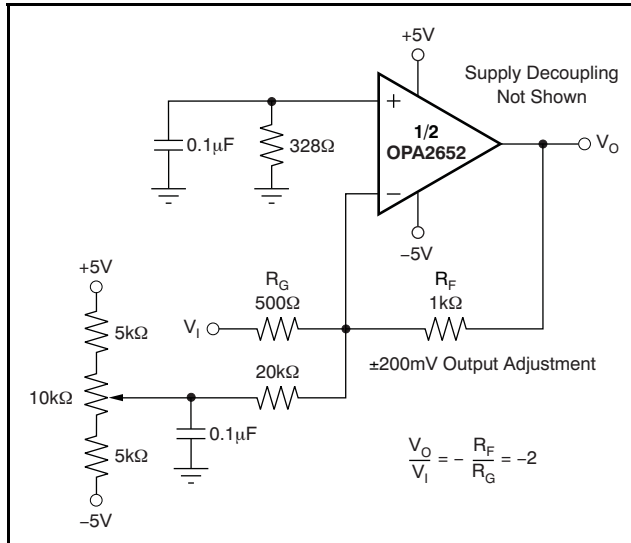 +5V
Supply Decoupling
Not Shown
+
1/2
OPA2652
−
V_O
0.1μF
328Ω
−5V
+5V
R_G
500Ω
R_F
1kΩ
V_I
5kΩ
±200mV Output Adjustment
20kΩ
10kΩ
0.1μF
5kΩ
V_O/V_I = − R_F/R_G = −2
−5V